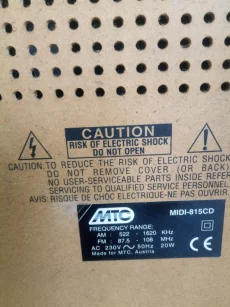 CAUTION
RISK OF ELECTRIC SHOCK
DO NOT OPEN
CAUTION: TO REDUCE THE RISK OF ELECTRIC SHOCK
DO NOT REMOVE COVER (OR BACK)
NO USER-SERVICEABLE PARTS INSIDE REFER
SERVICING TO QUALIFIED SERVICE PERSONNEL
AVIS: RISQUE DE CHOC ELECTRIQUE-NE PAS OUVRIR
MTC MIDI-815CD
FREQUENCY RANGE:
AM : 522 - 1620 KHz
FM : 87.5 - 108 MHz
AC 230V ~ 50Hz 20W
Made for MTC, Austria